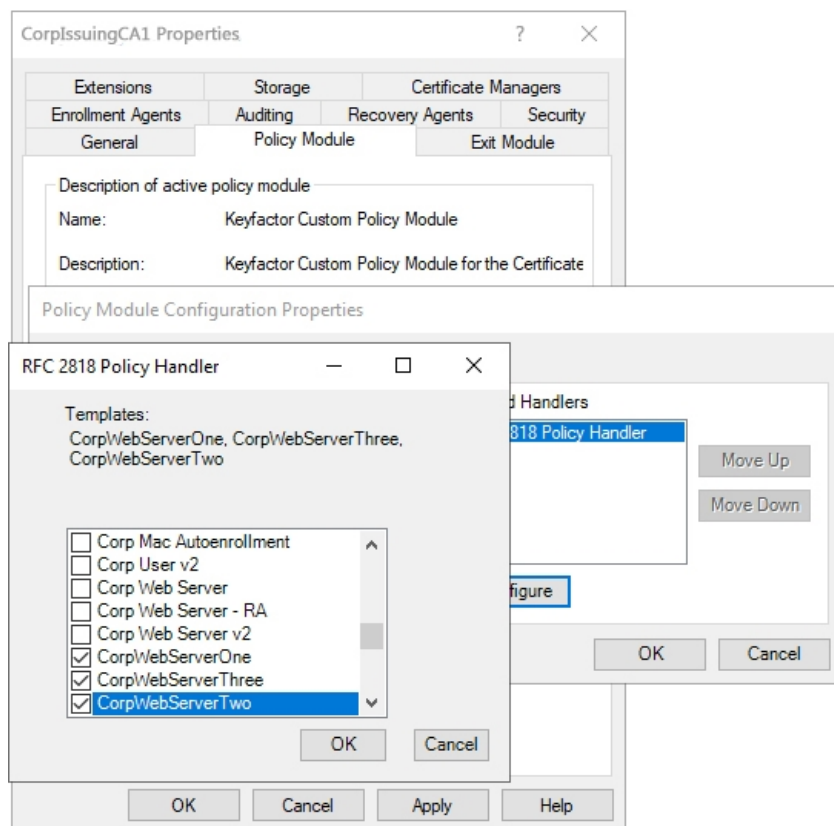 CorpIssuingCA1 Properties
?
Extensions Storage Certificate Managers
Enrollment Agents Auditing Recovery Agents Security
General Policy Module Exit Module
Description of active policy module
Name: Keyfactor Custom Policy Module
Description: Keyfactor Custom Policy Module for the Certificate
Policy Module Configuration Properties
d Handlers
818 Policy Handler
Move Up
Move Down
figure
OK Cancel
RFC 2818 Policy Handler
Templates:
CorpWebServerOne, CorpWebServerThree,
CorpWebServerTwo
Corp Mac Autoenrollment
Corp User v2
Corp Web Server
Corp Web Server - RA
Corp Web Server v2
CorpWebServerOne
CorpWebServerThree
CorpWebServerTwo
OK Cancel
OK Cancel Apply Help